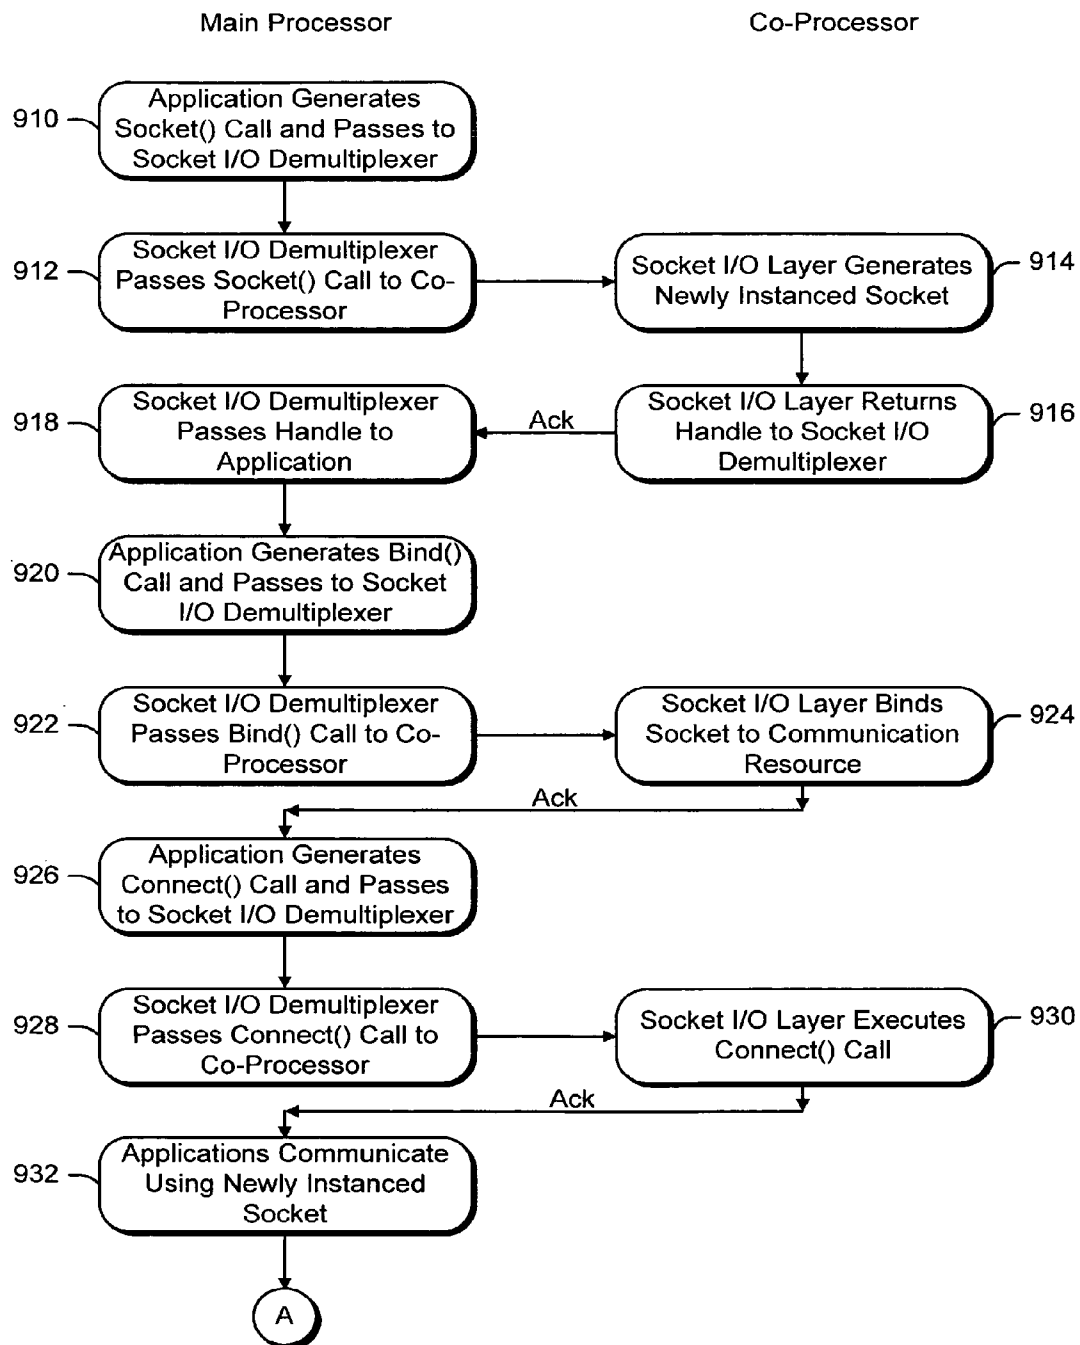 Main Processor
Co-Processor
910
Application Generates
Socket() Call and Passes to
Socket I/O Demultiplexer
912
Socket I/O Demultiplexer
Passes Socket() Call to Co-
Processor
Socket I/O Layer Generates
Newly Instanced Socket
914
918
Socket I/O Demultiplexer
Passes Handle to
Application
Ack
Socket I/O Layer Returns
Handle to Socket I/O
Demultiplexer
916
920
Application Generates Bind()
Call and Passes to Socket
I/O Demultiplexer
922
Socket I/O Demultiplexer
Passes Bind() Call to Co-
Processor
Socket I/O Layer Binds
Socket to Communication
Resource
924
Ack
926
Application Generates
Connect() Call and Passes
to Socket I/O Demultiplexer
928
Socket I/O Demultiplexer
Passes Connect() Call to
Co-Processor
Socket I/O Layer Executes
Connect() Call
930
Ack
932
Applications Communicate
Using Newly Instanced
Socket
A